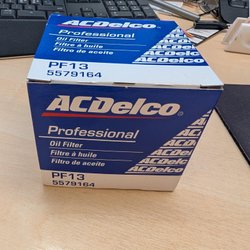 ACDelco
Professional
Oil Filter
Filtre à huile
Filtro de aceite
PF13
5579164
ACDelco
Professional
Oil Filter
Filtre à huile
Filtro de aceite
PF13
5579164